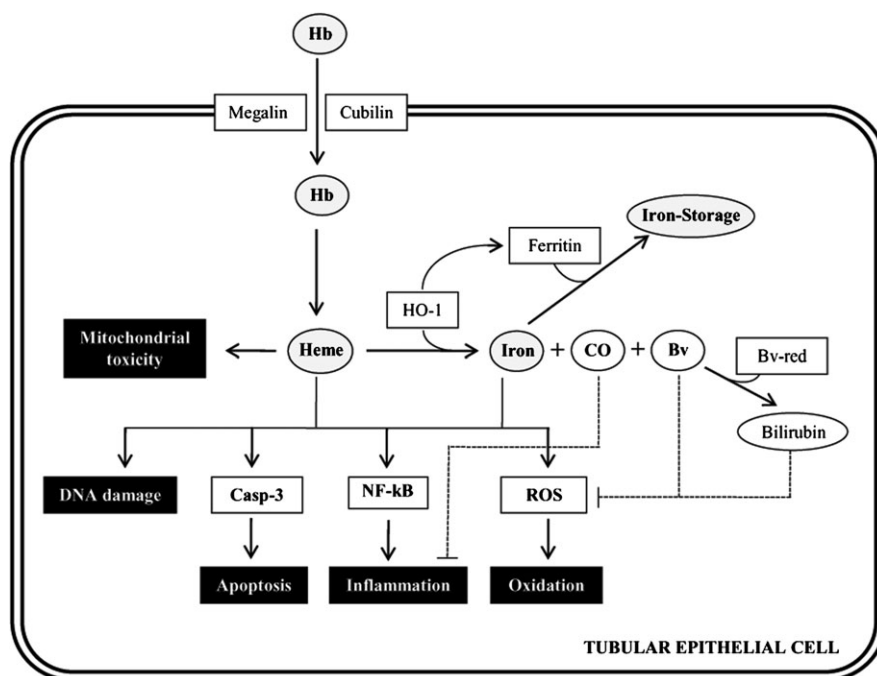 Hb
Megalin
Cubilin
Hb
Iron-Storage
Ferritin
HO-1
Mitochondrial
toxicity
Heme
Iron + CO + Bv
Bv-red
Bilirubin
DNA damage
Casp-3
NF-kB
ROS
Apoptosis
Inflammation
Oxidation
TUBULAR EPITHELIAL CELL